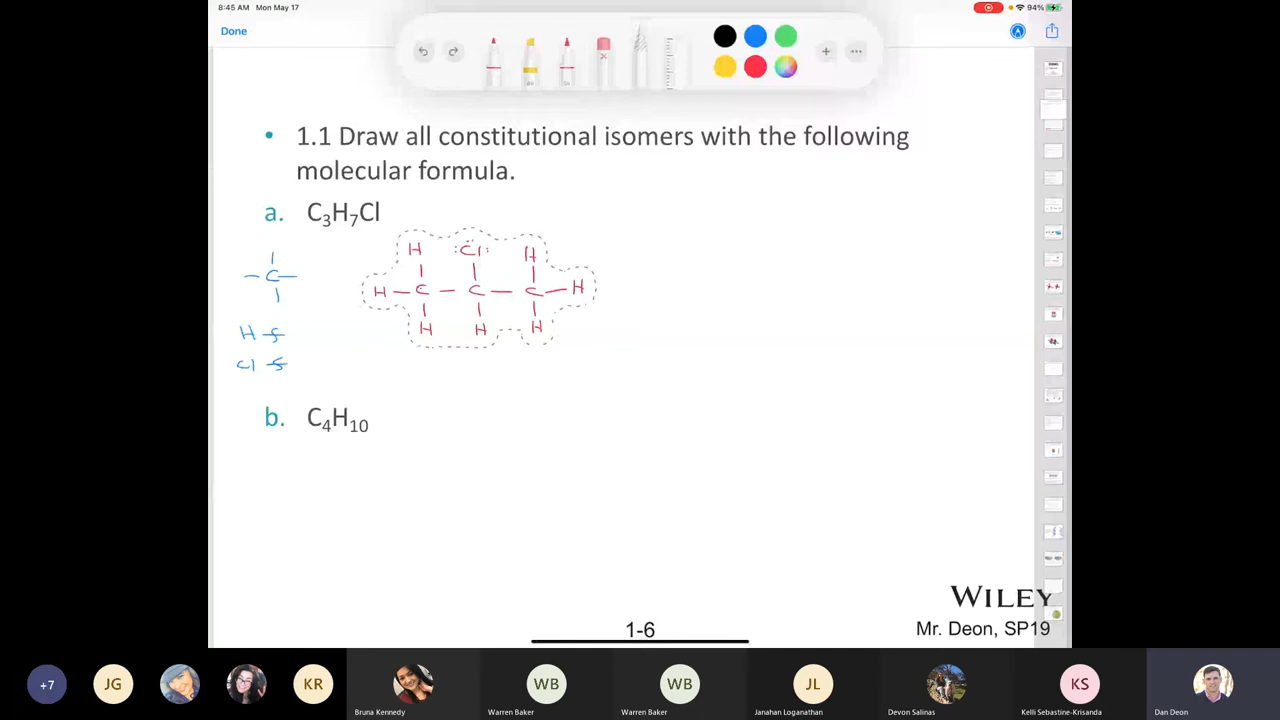 8:45 AM Mon May 17
94%
Done
• 1.1 Draw all constitutional isomers with the following
molecular formula.
a. C₃H₇Cl
H :C̈l: H
C
H — C — C — C — H
H H H
H
Cl
b. C₄H₁₀
WILEY
1-6
Mr. Deon, SP19
+7 JG KR WB WB JL KS
Bruna Kennedy Warren Baker Warren Baker Janahan Loganathan Devon Salinas Kelli Sebastine-Krisanda Dan Deon